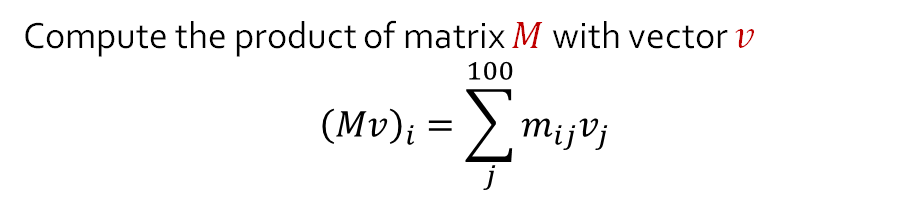 Compute the product of matrix M with vector v
100
(Mv)ᵢ = ∑ mᵢⱼvⱼ
j